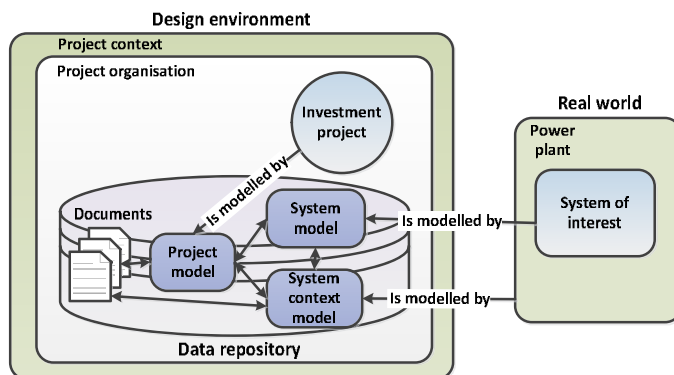 Design environment
Project context
Project organisation
Investment
project
Is modelled by
Documents
System
model
Project
model
System
context
model
Data repository
Is modelled by
Is modelled by
Real world
Power
plant
System of
interest